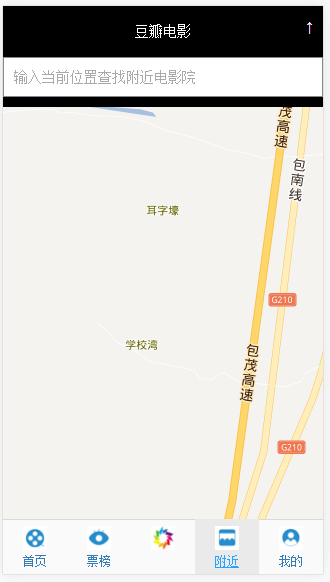 豆瓣电影
↑
输入当前位置查找附近电影院
包茂高速
包南线
耳字壕
G210
学校湾
包茂高速
G210
首页
票榜
附近
我的